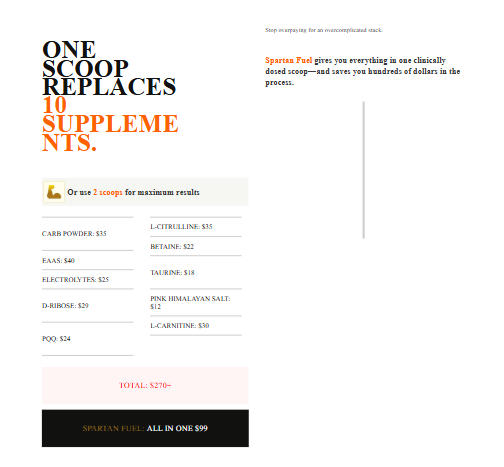 ONE
SCOOP
REPLACES
10
SUPPLEME
NTS.
Or use 2 scoops for maximum results
CARB POWDER: $35
EAAS: $40
ELECTROLYTES: $25
D-RIBOSE: $29
PQQ: $24
L-CITRULLINE: $35
BETAINE: $22
TAURINE: $18
PINK HIMALAYAN SALT:
$12
L-CARNITINE: $30
TOTAL: $270+
SPARTAN FUEL: ALL IN ONE $99
Stop overpaying for an overcomplicated stack.
Spartan Fuel gives you everything in one clinically
dosed scoop—and saves you hundreds of dollars in the
process.